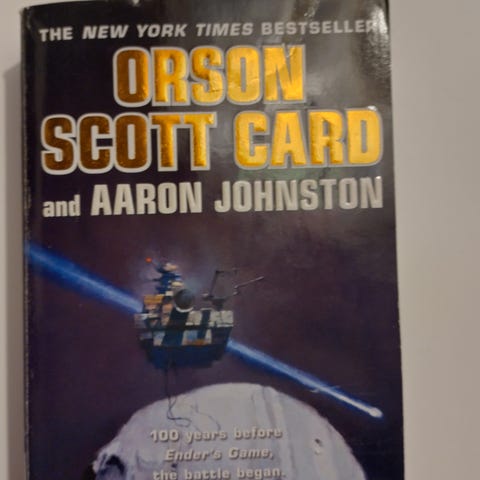 THE NEW YORK TIMES BESTSELLER
ORSON
SCOTT CARD
and AARON JOHNSTON
100 years before
Ender's Game,
the battle began.